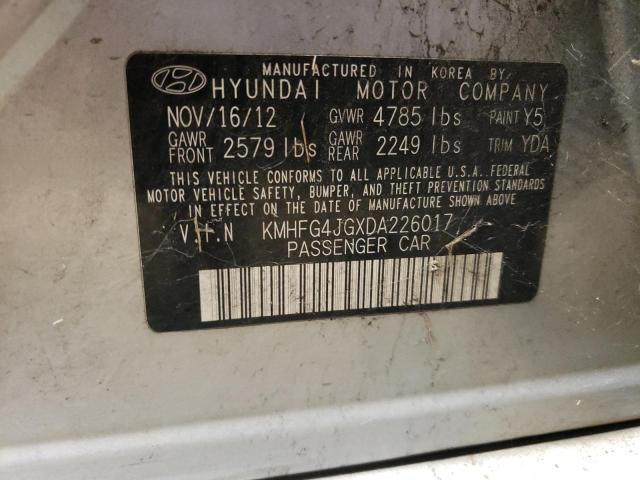 MANUFACTURED IN KOREA BY
HYUNDAI MOTOR COMPANY
NOV/16/12 GVWR 4785 lbs PAINT Y5
GAWR FRONT 2579 lbs GAWR REAR 2249 lbs TRIM YDA
THIS VEHICLE CONFORMS TO ALL APPLICABLE U.S.A. FEDERAL
MOTOR VEHICLE SAFETY, BUMPER, AND THEFT PREVENTION STANDARDS
IN EFFECT ON THE DATE OF MANUFACTURE SHOWN ABOVE
V.I.N KMHFG4JGXDA226017
PASSENGER CAR